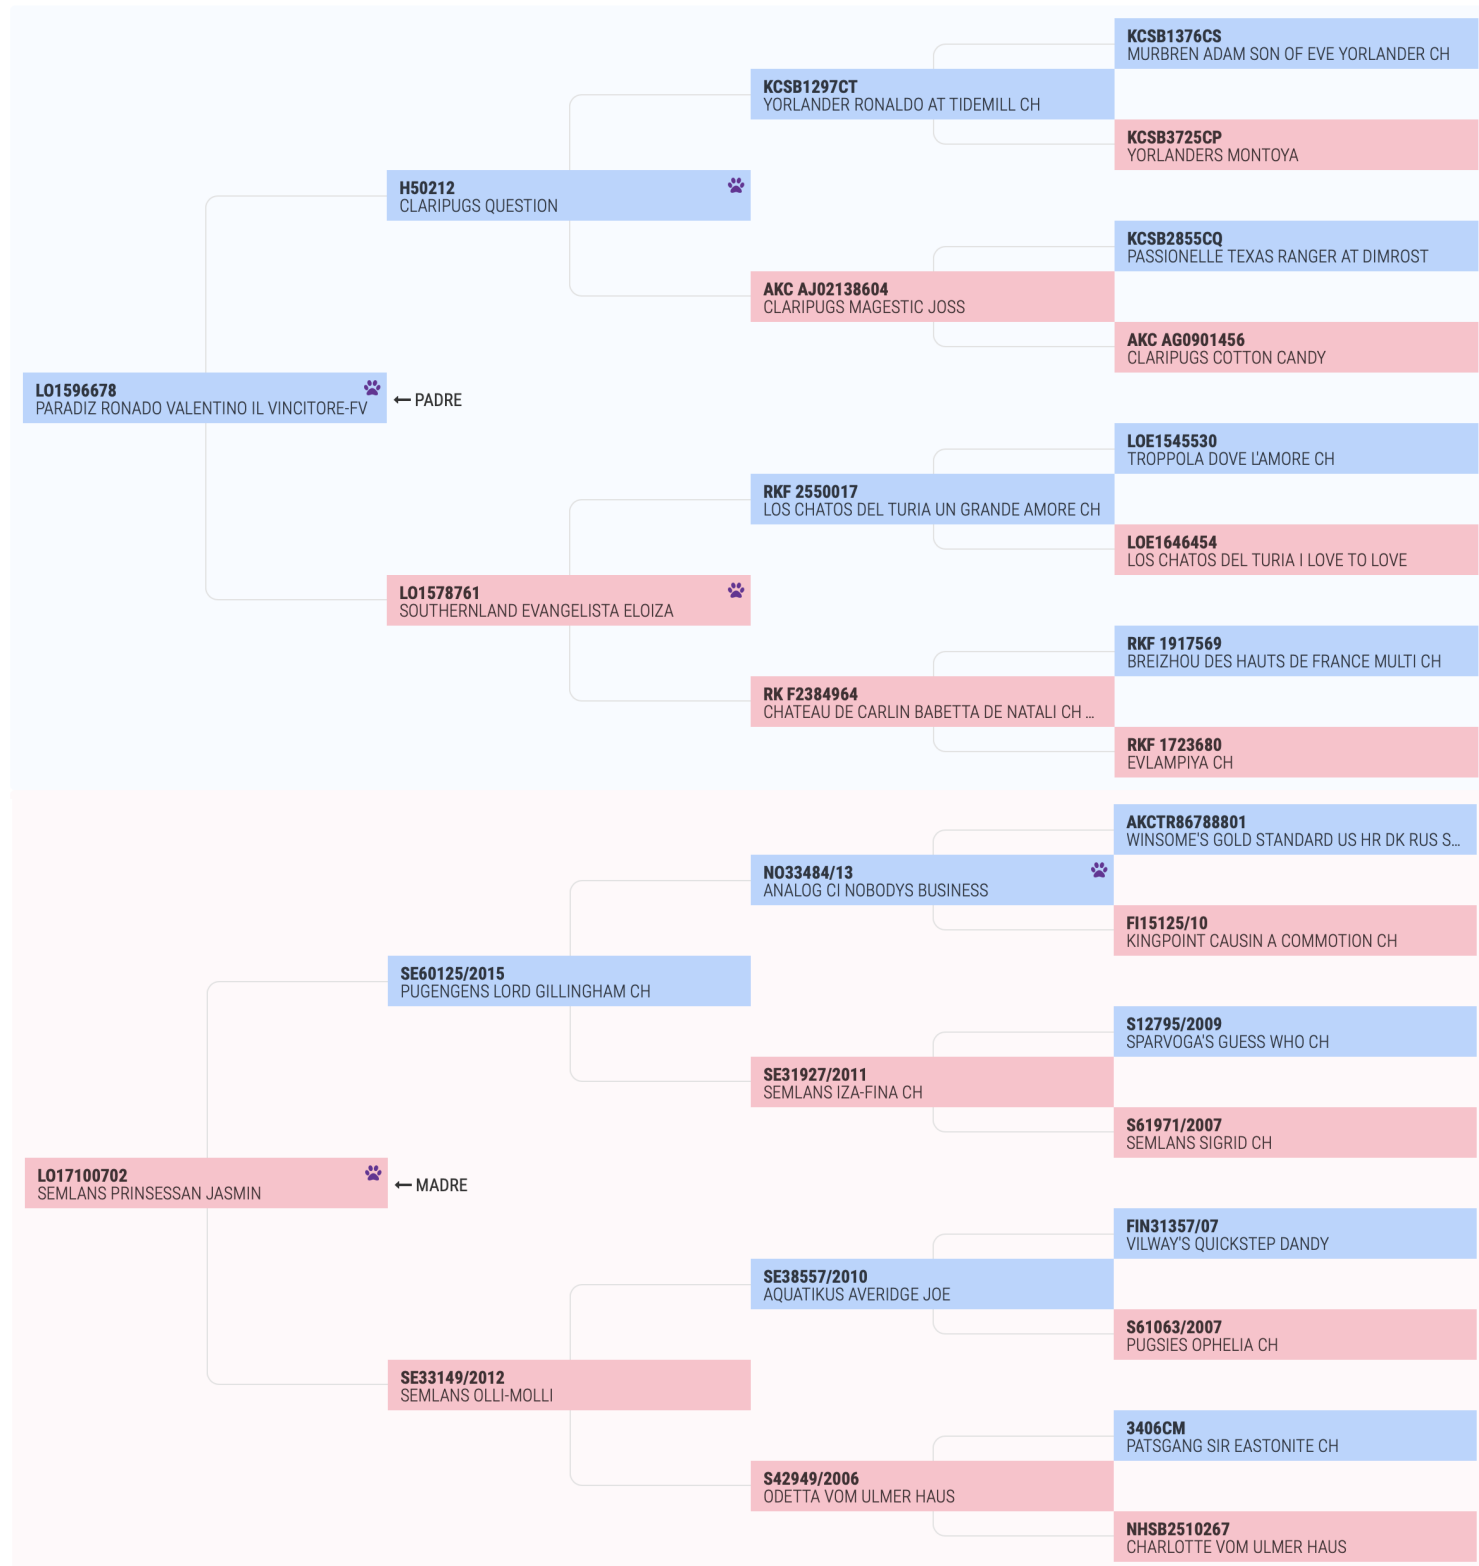 KCSB1376CS
MURBREN ADAM SON OF EVE YORLANDER CH
KCSB1297CT
YORLANDER RONALDO AT TIDEMILL CH
KCSB3725CP
YORLANDERS MONTOYA
H50212
CLARIPUGS QUESTION
KCSB2855CQ
PASSIONELLE TEXAS RANGER AT DIMROST
AKC AJ02138604
CLARIPUGS MAGESTIC JOSS
AKC AG0901456
CLARIPUGS COTTON CANDY
LO1596678
PARADIZ RONADO VALENTINO IL VINCITORE-FV
← PADRE
LOE1545530
TROPPOLA DOVE L'AMORE CH
RKF 2550017
LOS CHATOS DEL TURIA UN GRANDE AMORE CH
LOE1646454
LOS CHATOS DEL TURIA I LOVE TO LOVE
LO1578761
SOUTHERNLAND EVANGELISTA ELOIZA
RKF 1917569
BREIZHOU DES HAUTS DE FRANCE MULTI CH
RK F2384964
CHATEAU DE CARLIN BABETTA DE NATALI CH ...
RKF 1723680
EVLAMPIYA CH
AKCTR86788801
WINSOME'S GOLD STANDARD US HR DK RUS S...
NO33484/13
ANALOG CI NOBODYS BUSINESS
FI15125/10
KINGPOINT CAUSIN A COMMOTION CH
SE60125/2015
PUGENGENS LORD GILLINGHAM CH
S12795/2009
SPARVOGA'S GUESS WHO CH
SE31927/2011
SEMLANS IZA-FINA CH
S61971/2007
SEMLANS SIGRID CH
LO17100702
SEMLANS PRINSESSAN JASMIN
← MADRE
FIN31357/07
VILWAY'S QUICKSTEP DANDY
SE38557/2010
AQUATIKUS AVERIDGE JOE
S61063/2007
PUGSIES OPHELIA CH
SE33149/2012
SEMLANS OLLI-MOLLI
3406CM
PATSGANG SIR EASTONITE CH
S42949/2006
ODETTA VOM ULMER HAUS
NHSB2510267
CHARLOTTE VOM ULMER HAUS